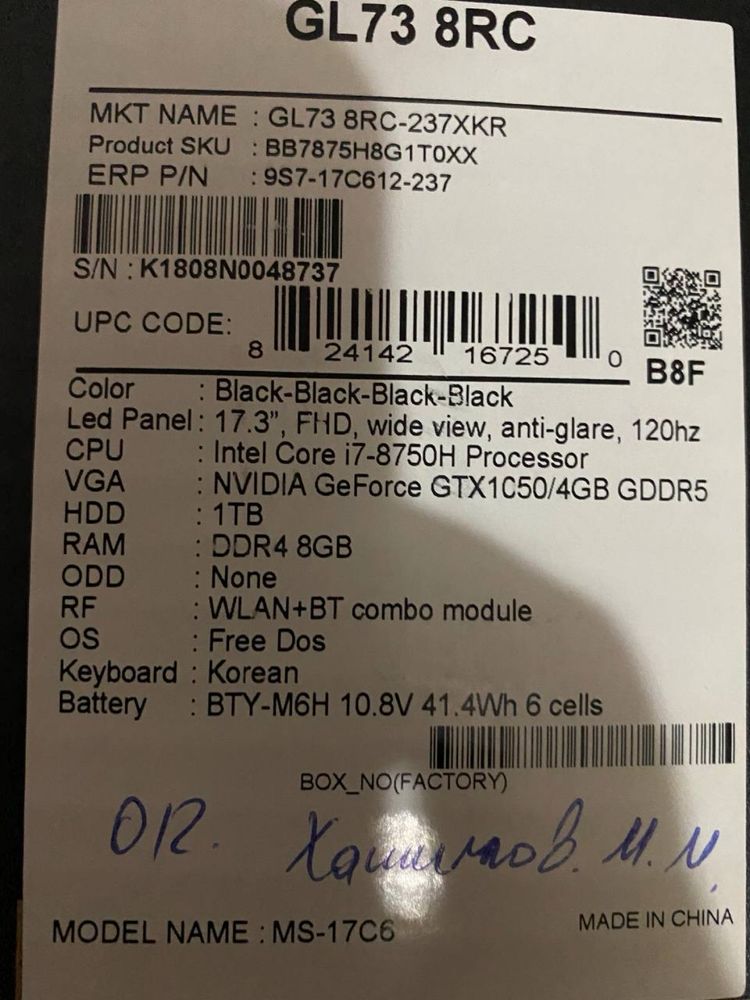 GL73 8RC
MKT NAME : GL73 8RC-237XKR
Product SKU : BB7875H8G1T0XX
ERP P/N : 9S7-17C612-237
S/N : K1808N0048737
UPC CODE:
8 24142 16725 0
B8F
Color : Black-Black-Black-Black
Led Panel : 17.3”, FHD, wide view, anti-glare, 120hz
CPU : Intel Core i7-8750H Processor
VGA : NVIDIA GeForce GTX1050/4GB GDDR5
HDD : 1TB
RAM : DDR4 8GB
ODD : None
RF : WLAN+BT combo module
OS : Free Dos
Keyboard : Korean
Battery : BTY-M6H 10.8V 41.4Wh 6 cells
BOX_NO(FACTORY)
MODEL NAME : MS-17C6
MADE IN CHINA